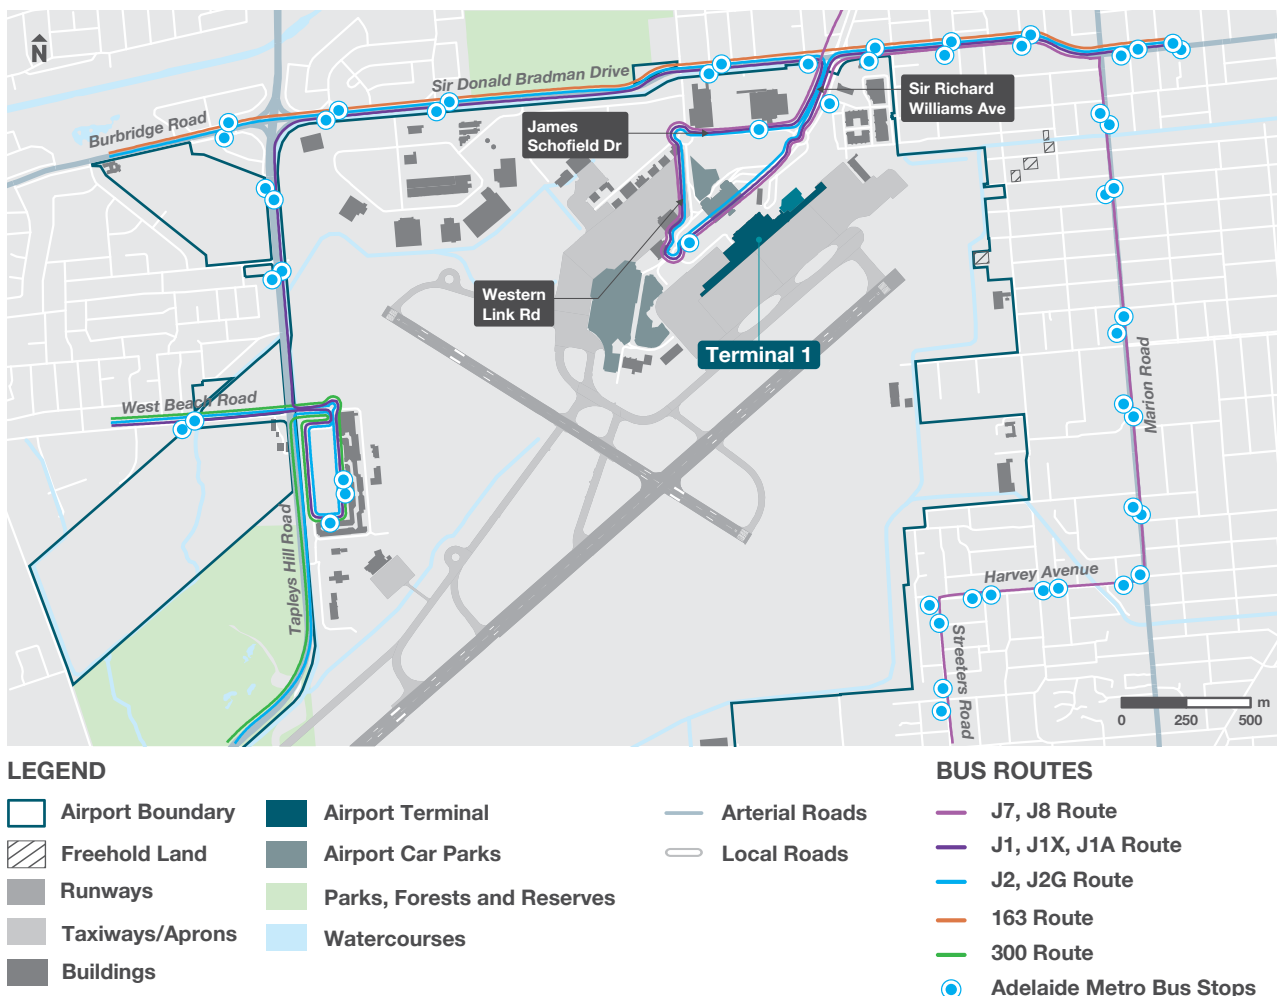 N
Burbridge Road
Sir Donald Bradman Drive
James
Schofield Dr
Sir Richard
Williams Ave
Western
Link Rd
Terminal 1
West Beach Road
Tapleys Hill Road
Marion Road
Harvey Avenue
Streeters Road
0 250 500 m
LEGEND
Airport Boundary
Freehold Land
Runways
Taxiways/Aprons
Buildings
Airport Terminal
Airport Car Parks
Parks, Forests and Reserves
Watercourses
Arterial Roads
Local Roads
BUS ROUTES
J7, J8 Route
J1, J1X, J1A Route
J2, J2G Route
163 Route
300 Route
Adelaide Metro Bus Stops